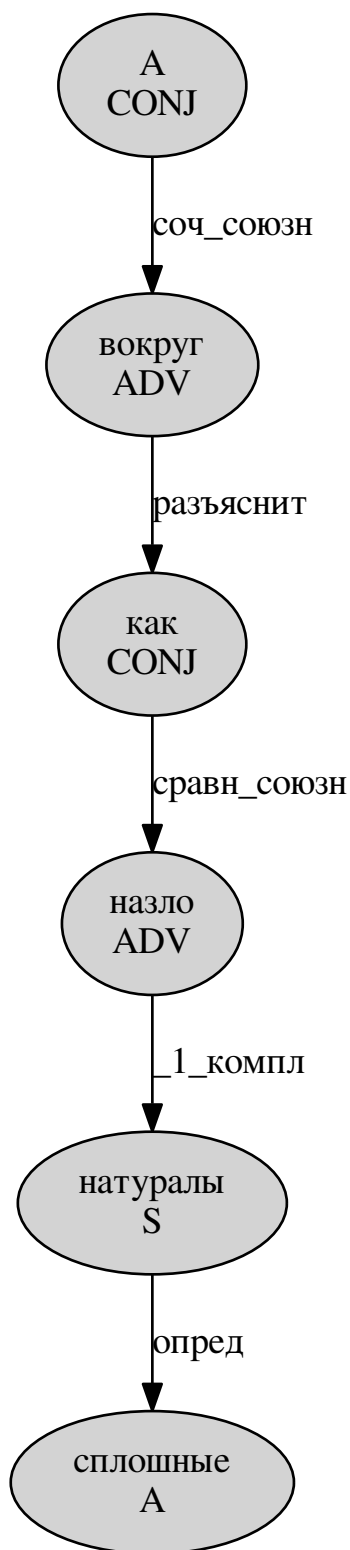 А
CONJ
соч_союзн
вокруг
ADV
разъяснит
как
CONJ
сравн_союзн
назло
ADV
_1_компл
натуралы
S
опред
сплошные
A